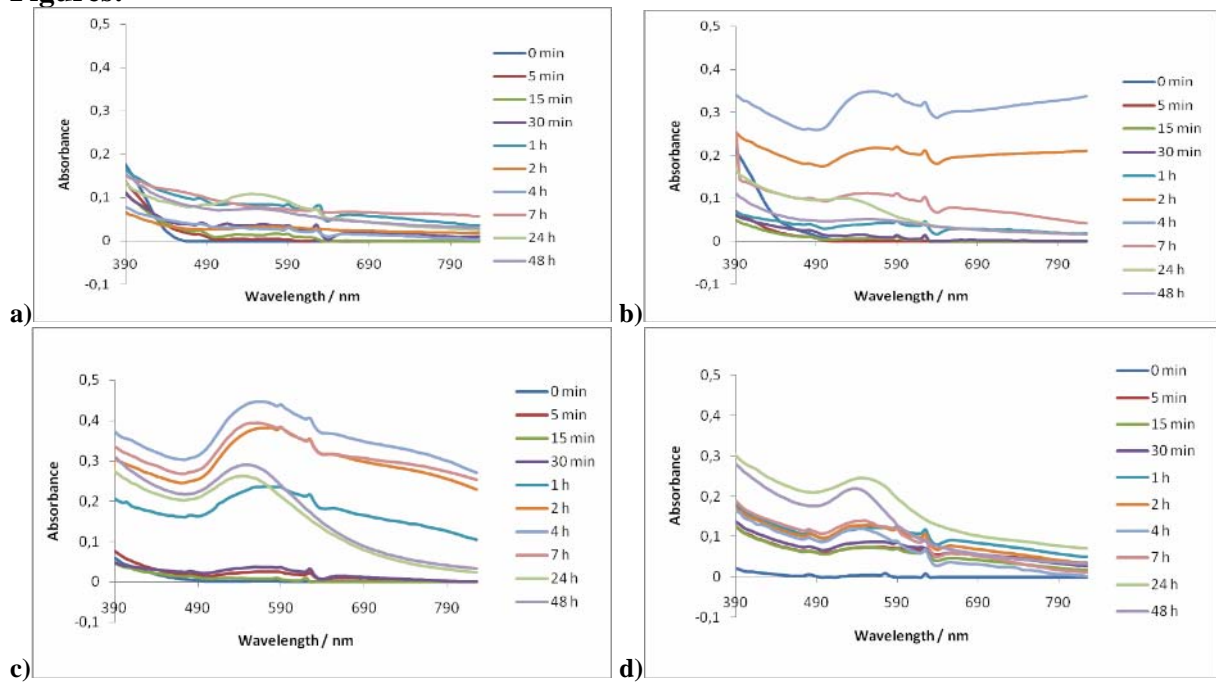 Figures:
0,5
0,4
0,3
0,2
0,1
0
-0,1
Absorbance
390 490 590 690 790
Wavelength / nm
0 min
5 min
15 min
30 min
1 h
2 h
4 h
7 h
24 h
48 h
a)
0,5
0,4
0,3
0,2
0,1
0
-0,1
Absorbance
390 490 590 690 790
Wavelength / nm
0 min
5 min
15 min
30 min
1 h
2 h
4 h
7 h
24 h
48 h
b)
0,5
0,4
0,3
0,2
0,1
0
-0,1
Absorbance
390 490 590 690 790
Wavelength / nm
0 min
5 min
15 min
30 min
1 h
2 h
4 h
7 h
24 h
48 h
c)
0,5
0,4
0,3
0,2
0,1
0
-0,1
Absorbance
390 490 590 690 790
Wavelength / nm
0 min
5 min
15 min
30 min
1 h
2 h
4 h
7 h
24 h
48 h
d)